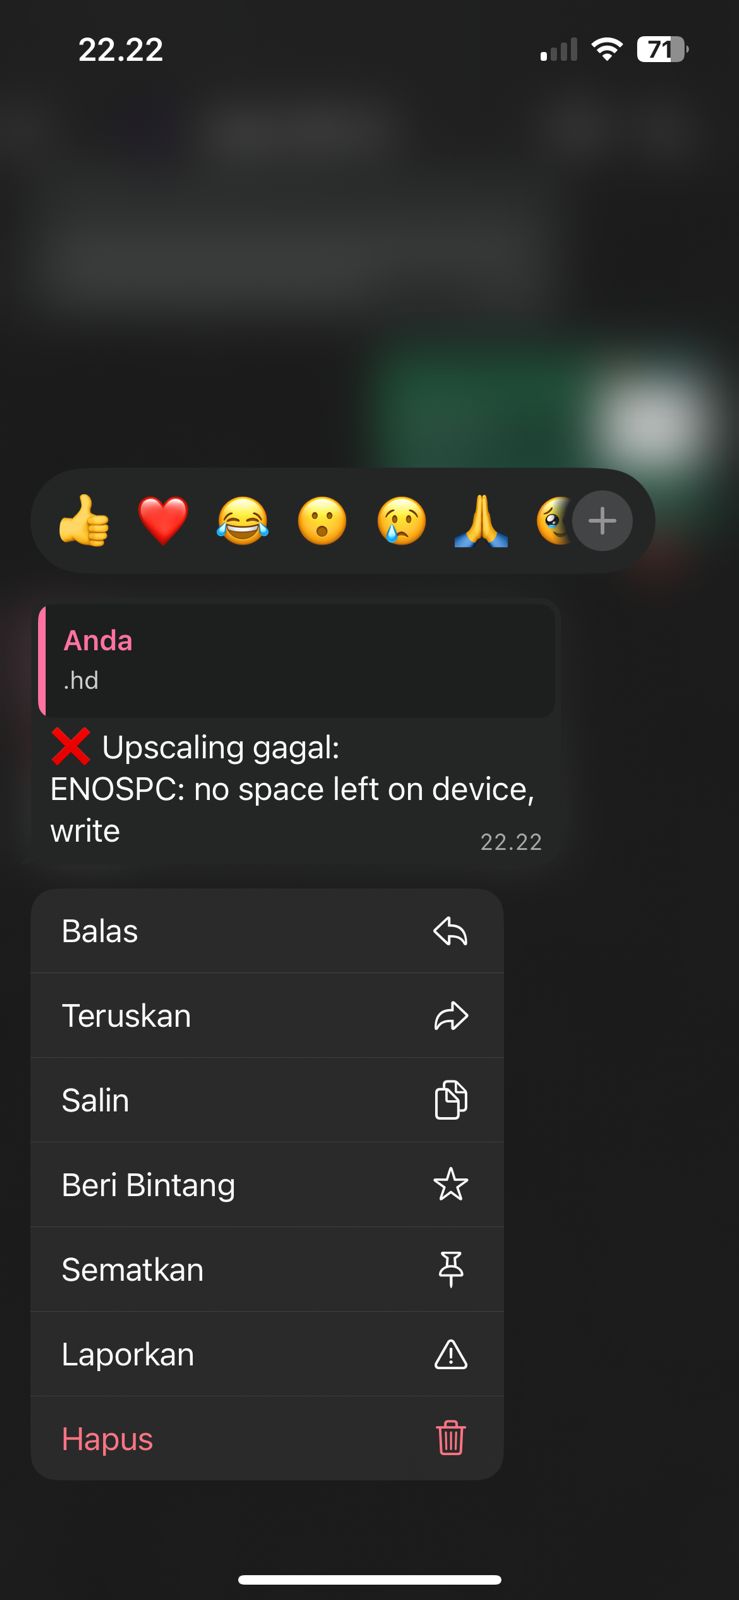 22.22
71
Anda
.hd
❌ Upscaling gagal:
ENOSPC: no space left on device,
write
22.22
Balas
Teruskan
Salin
Beri Bintang
Sematkan
Laporkan
Hapus